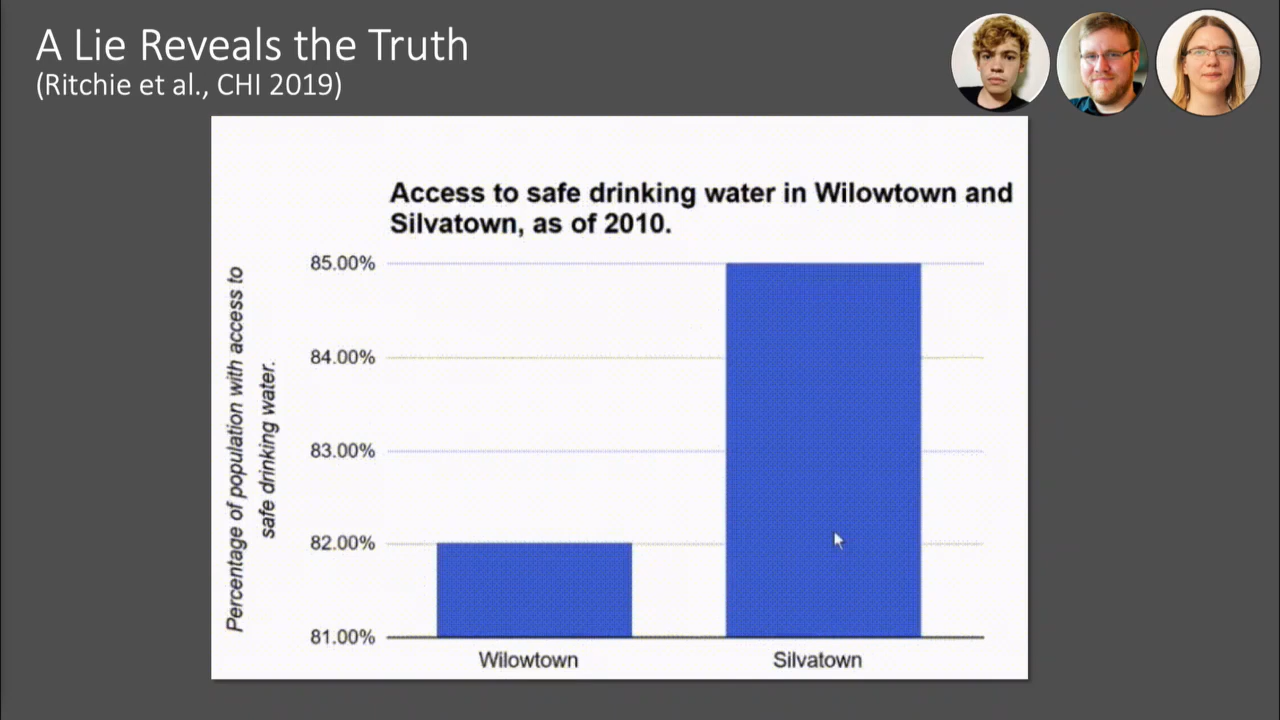 A Lie Reveals the Truth
(Ritchie et al., CHI 2019)
Access to safe drinking water in Wilowtown and
Silvatown, as of 2010.
Percentage of population with access to
safe drinking water.
85.00%
84.00%
83.00%
82.00%
81.00%
Wilowtown
Silvatown